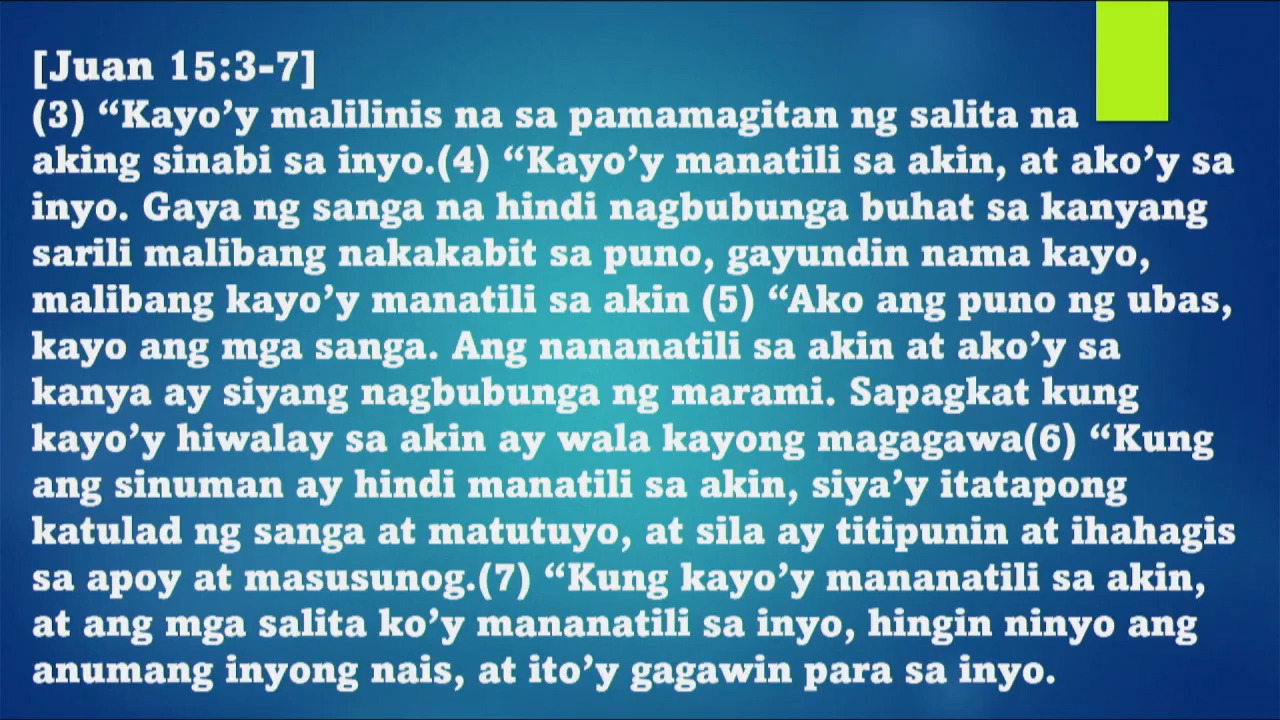 [Juan 15:3-7]
(3) “Kayo’y malilinis na sa pamamagitan ng salita na
aking sinabi sa inyo.(4) “Kayo’y manatili sa akin, at ako’y sa
inyo. Gaya ng sanga na hindi nagbubunga buhat sa kanyang
sarili malibang nakakabit sa puno, gayundin nama kayo,
malibang kayo’y manatili sa akin (5) “Ako ang puno ng ubas,
kayo ang mga sanga. Ang nananatili sa akin at ako’y sa
kanya ay siyang nagbubunga ng marami. Sapagkat kung
kayo’y hiwalay sa akin ay wala kayong magagawa(6) “Kung
ang sinuman ay hindi manatili sa akin, siya’y itatapong
katulad ng sanga at matutuyo, at sila ay titipunin at ihahagis
sa apoy at masusunog.(7) “Kung kayo’y mananatili sa akin,
at ang mga salita ko’y mananatili sa inyo, hingin ninyo ang
anumang inyong nais, at ito’y gagawin para sa inyo.